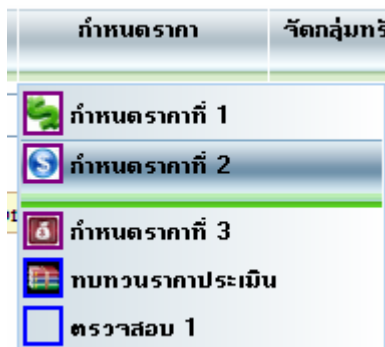 กำหนดราคา จัดกลุ่มทรั
กำหนดราคาที่ 1
กำหนดราคาที่ 2
กำหนดราคาที่ 3
ทบทวนราคาประเมิน
ตรวจสอบ 1